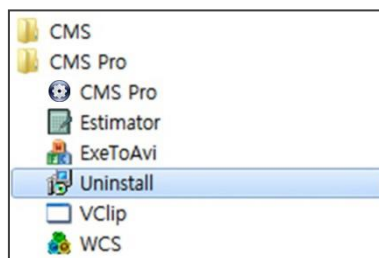 CMS
CMS Pro
CMS Pro
Estimator
ExeToAvi
Uninstall
VClip
WCS